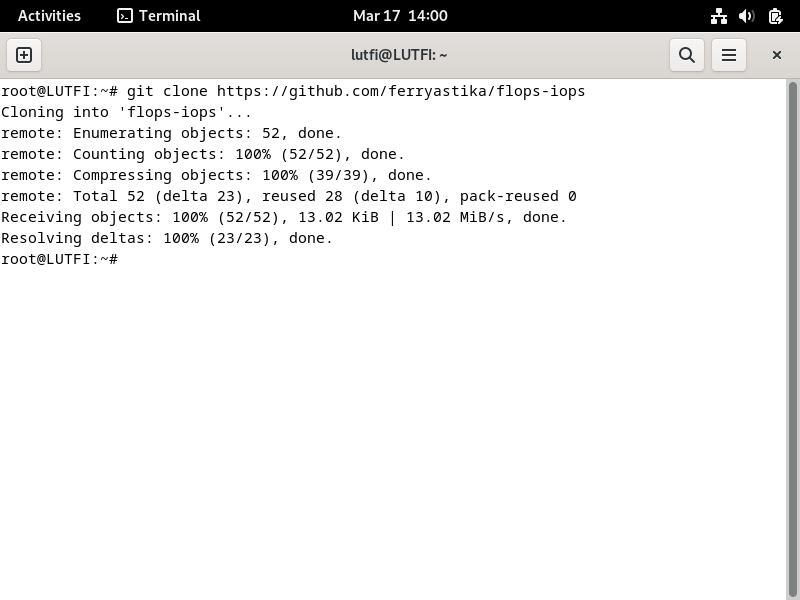 Activities Terminal Mar 17 14:00
lutfi@LUTFI: ~
root@LUTFI:~# git clone https://github.com/ferryastika/flops-iops
Cloning into 'flops-iops'...
remote: Enumerating objects: 52, done.
remote: Counting objects: 100% (52/52), done.
remote: Compressing objects: 100% (39/39), done.
remote: Total 52 (delta 23), reused 28 (delta 10), pack-reused 0
Receiving objects: 100% (52/52), 13.02 KiB | 13.02 MiB/s, done.
Resolving deltas: 100% (23/23), done.
root@LUTFI:~#